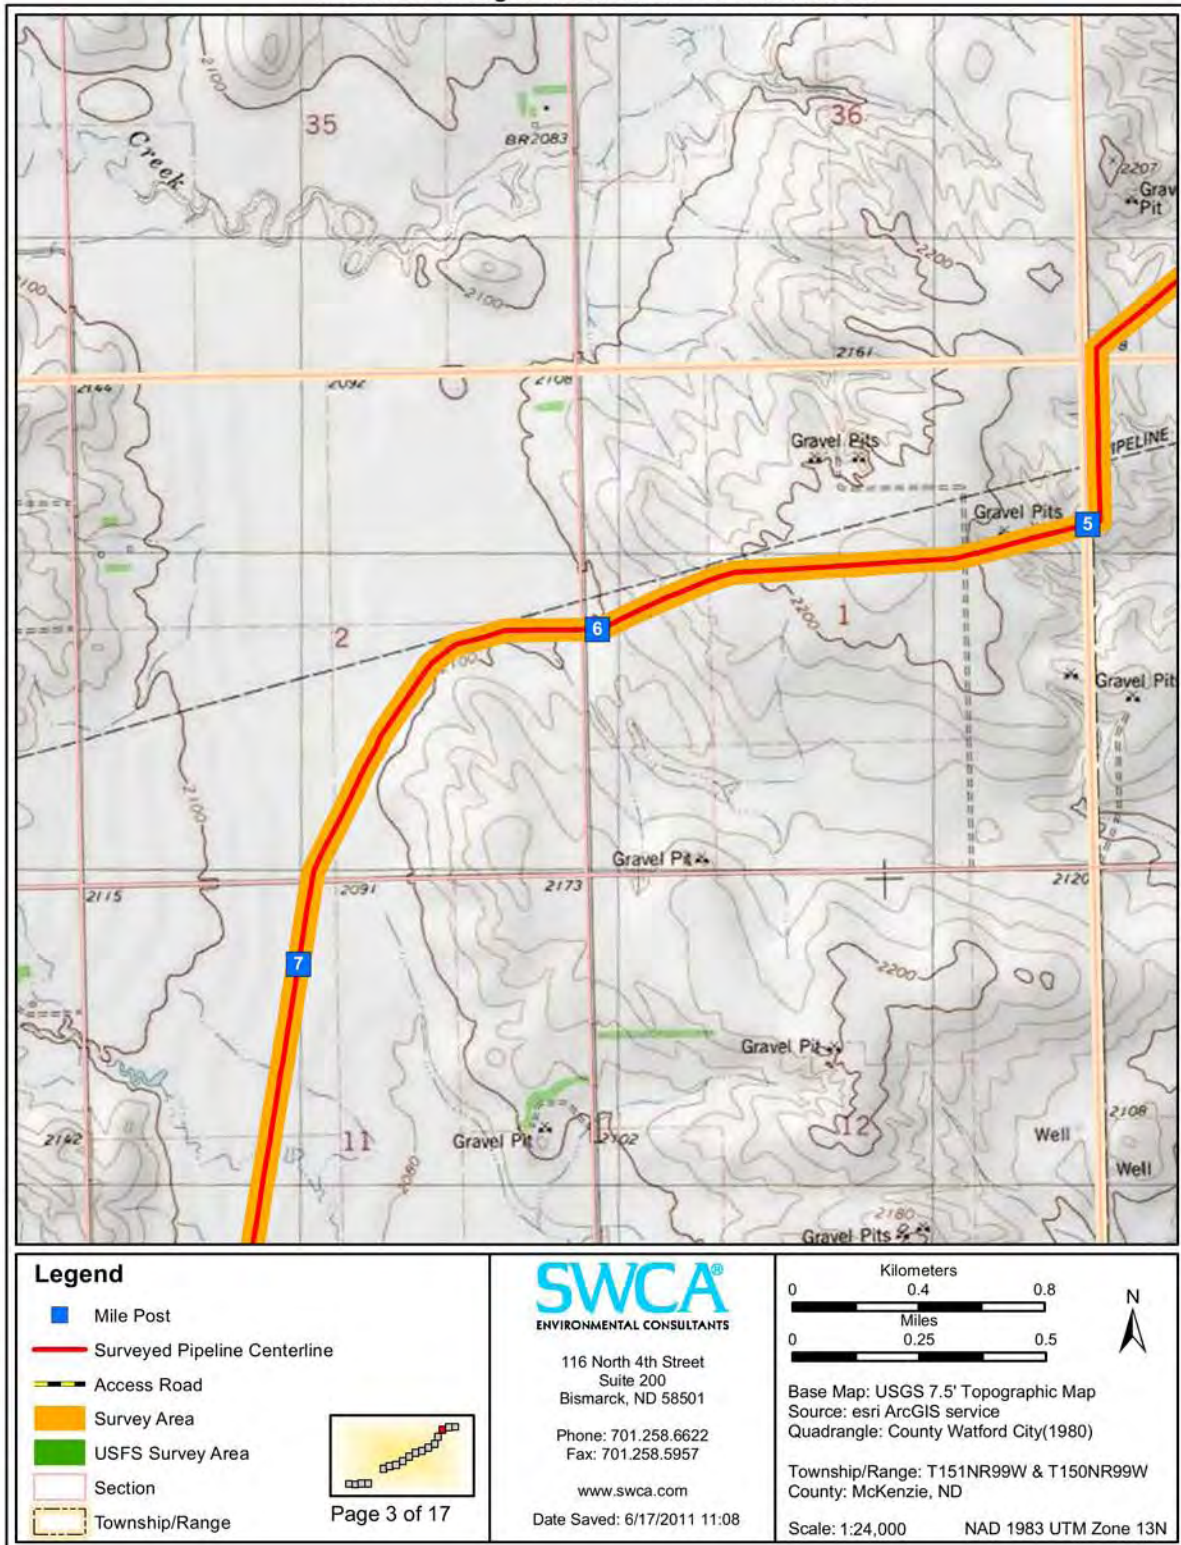 2100
35
36
BR2083
Creek
2207
Gravel Pit
2100
2200
2100
2161
8
2144
2092
2108
Gravel Pits
PIPELINE
Gravel Pits
5
2200
1
6
2
2100
Gravel Pit
2100
Gravel Pit
2115
2091
2173
2120
7
2200
Gravel Pit
2108
2142
11
Gravel Pit
2102
12
Well
Well
2080
2180
Gravel Pits
Legend
Mile Post
Surveyed Pipeline Centerline
Access Road
Survey Area
USFS Survey Area
Section
Township/Range
Page 3 of 17
SWCA®
ENVIRONMENTAL CONSULTANTS
116 North 4th Street
Suite 200
Bismarck, ND 58501
Phone: 701.258.6622
Fax: 701.258.5957
www.swca.com
Date Saved: 6/17/2011 11:08
Kilometers
0 0.4 0.8
Miles
0 0.25 0.5
N
Base Map: USGS 7.5' Topographic Map
Source: esri ArcGIS service
Quadrangle: County Watford City(1980)
Township/Range: T151NR99W & T150NR99W
County: McKenzie, ND
Scale: 1:24,000 NAD 1983 UTM Zone 13N